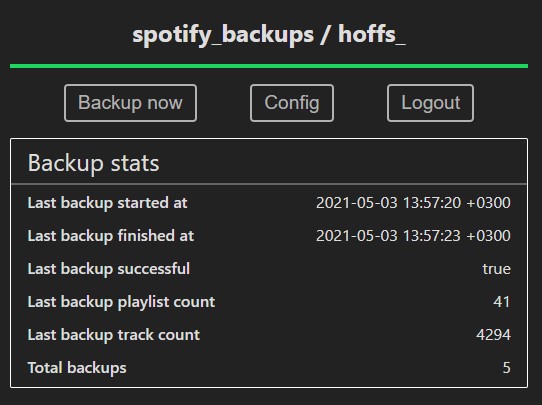 spotify_backups / hoffs_
Backup now Config Logout
Backup stats
Last backup started at 2021-05-03 13:57:20 +0300
Last backup finished at 2021-05-03 13:57:23 +0300
Last backup successful true
Last backup playlist count 41
Last backup track count 4294
Total backups 5